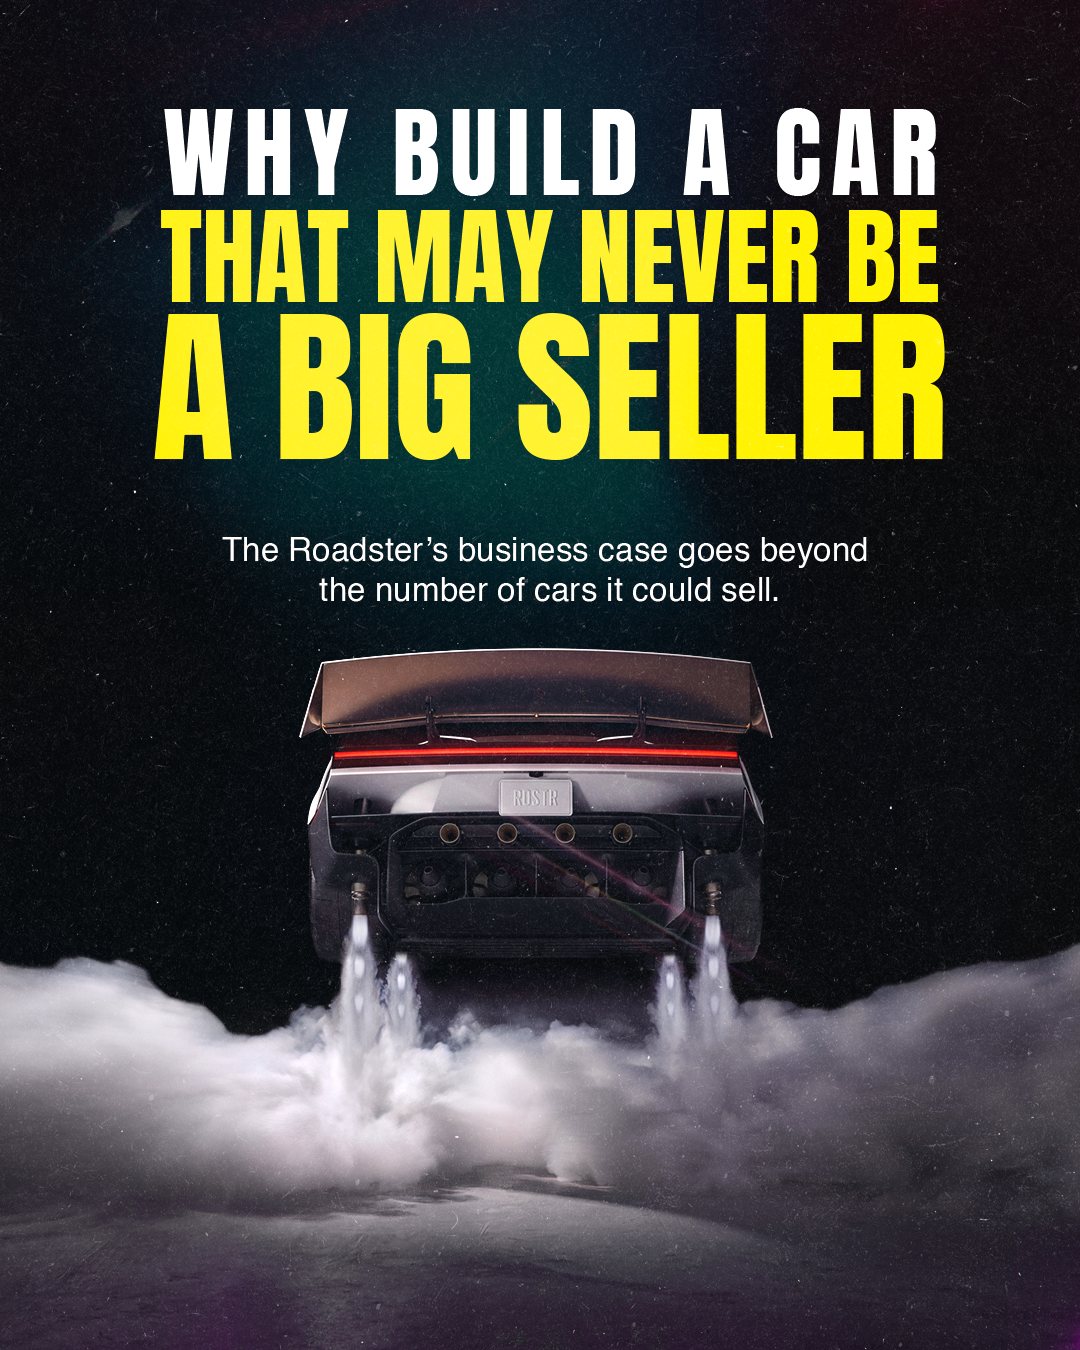 WHY BUILD A CAR
THAT MAY NEVER BE
A BIG SELLER
The Roadster’s business case goes beyond
the number of cars it could sell.
RDSTR